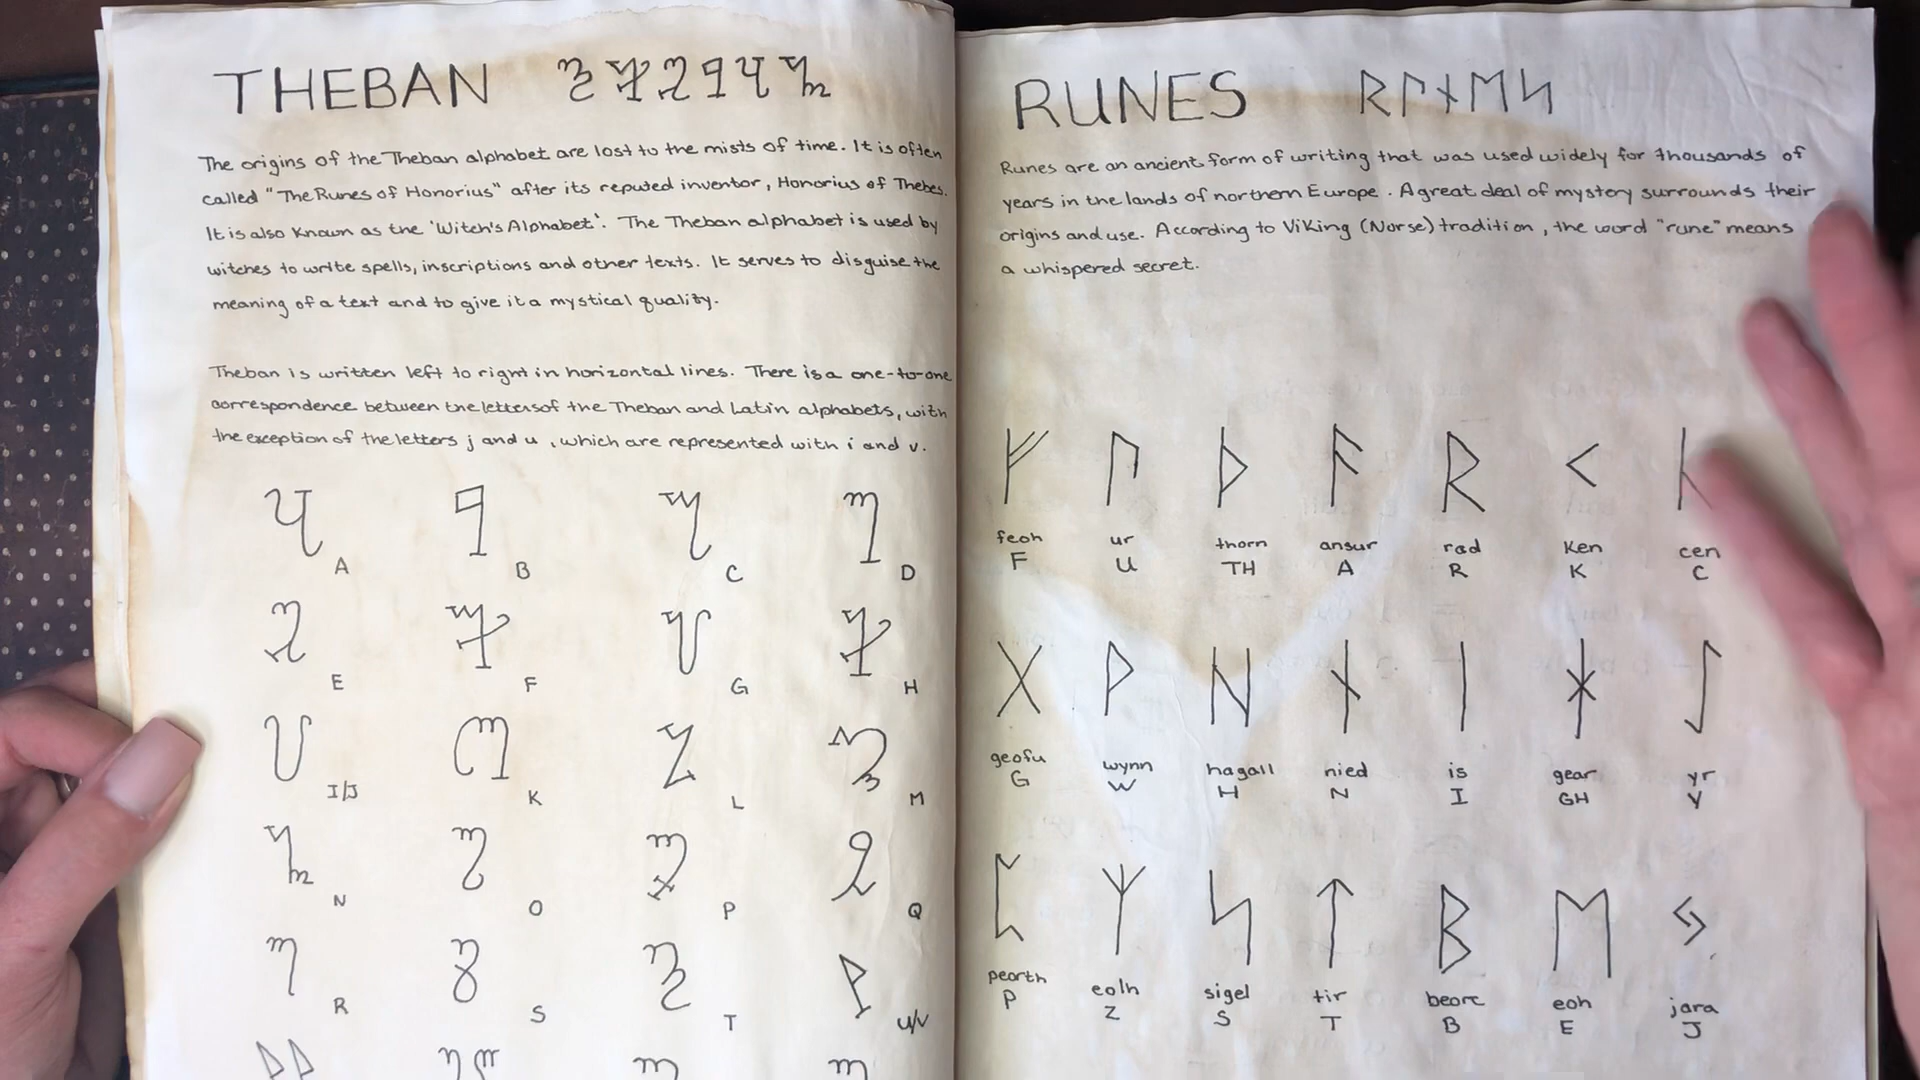 THEBAN
The origins of the Theban alphabet are lost to the mists of time. It is often
called "The Runes of Honorius" after its reputed inventor, Honorius of Thebes.
It is also known as the 'Witch's Alphabet'. The Theban alphabet is used by
witches to write spells, inscriptions and other texts. It serves to disguise the
meaning of a text and to give it a mystical quality.
Theban is written left to right in horizontal lines. There is a one-to-one
correspondence between the letters of the Theban and Latin alphabets, with
the exception of the letters j and u, which are represented with i and v.
A B C D
E F G H
I/J K L M
N O P Q
R S T U/V
RUNES ᚱᚢᚾᛖᛋ
Runes are an ancient form of writing that was used widely for thousands of
years in the lands of northern Europe. A great deal of mystery surrounds their
origins and use. According to Viking (Norse) tradition, the word "rune" means
a whispered secret.
ᚠ ᚢ ᚦ ᚨ ᚱ ᚲ
feoh ur thorn ansur rad ken cen
F U TH A R K C
ᚷ ᚹ ᚺ ᚾ ᛁ ᛡ ᛇ
geofu wynn hagall nied is gear yr
G W H N I GH Y
ᛈ ᛉ ᛋ ᛏ ᛒ ᛖ ᛃ
peorth eolh sigel tir beorc eoh jara
P Z S T B E J